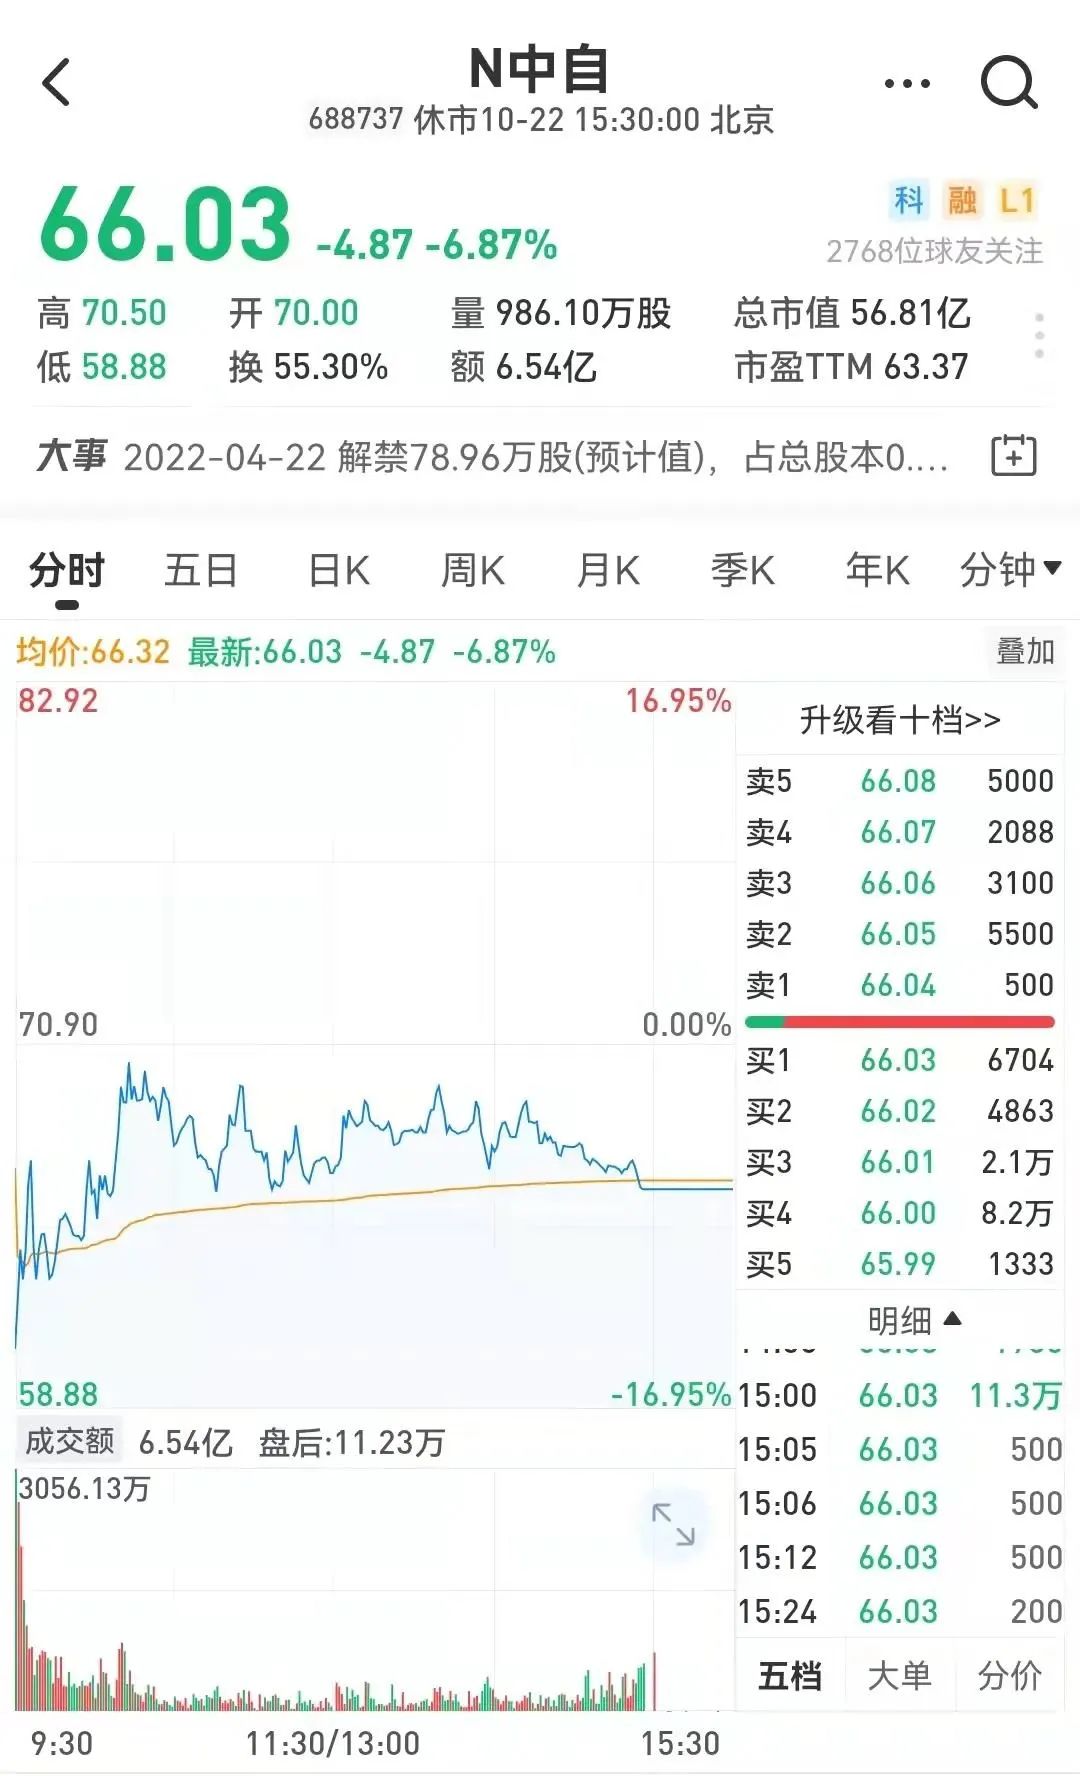 N中自
688737 休市10-22 15:30:00 北京
66.03 -4.87 -6.87%
科 融 L1
2768位球友关注
高 70.50 开 70.00 量 986.10万股 总市值 56.81亿
低 58.88 换 55.30% 额 6.54亿 市盈TTM 63.37
大事 2022-04-22 解禁78.96万股(预计值)，占总股本0....
分时 五日 日K 周K 月K 季K 年K 分钟
均价:66.32 最新:66.03 -4.87 -6.87% 叠加
82.92 16.95%
70.90 0.00%
58.88 -16.95%
升级看十档>>
卖5 66.08 5000
卖4 66.07 2088
卖3 66.06 3100
卖2 66.05 5500
卖1 66.04 500
买1 66.03 6704
买2 66.02 4863
买3 66.01 2.1万
买4 66.00 8.2万
买5 65.99 1333
明细
15:00 66.03 11.3万
15:05 66.03 500
15:06 66.03 500
15:12 66.03 500
15:24 66.03 200
五档 大单 分价
成交额 6.54亿 盘后:11.23万
3056.13万
9:30 11:30/13:00 15:30